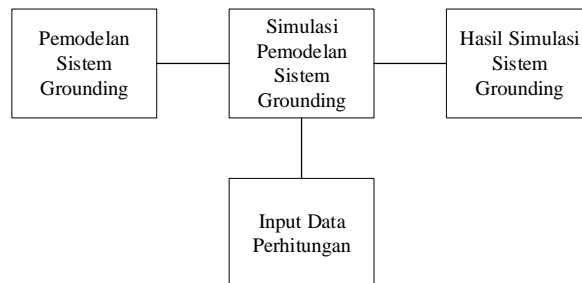 Pemodelan
Sistem
Grounding
Simulasi
Pemodelan
Sistem
Grounding
Hasil Simulasi
Sistem
Grounding
Input Data
Perhitungan